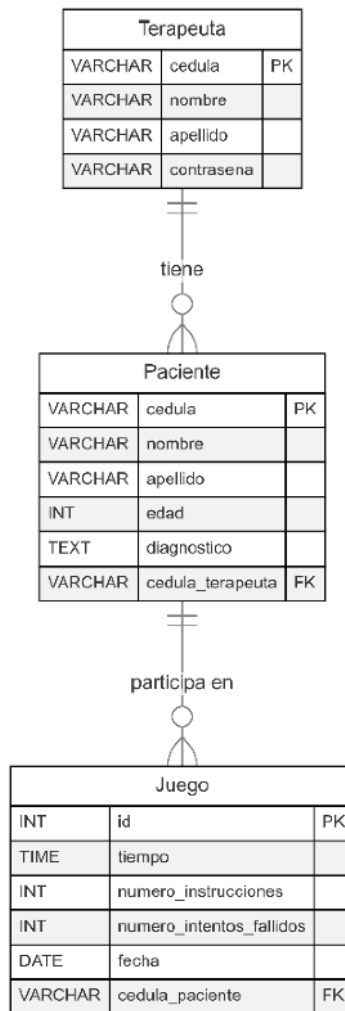 Terapeuta
VARCHAR cedula PK
VARCHAR nombre
VARCHAR apellido
VARCHAR contrasena
tiene
Paciente
VARCHAR cedula PK
VARCHAR nombre
VARCHAR apellido
INT edad
TEXT diagnostico
VARCHAR cedula_terapeuta FK
participa en
Juego
INT id PK
TIME tiempo
INT numero_instrucciones
INT numero_intentos_fallidos
DATE fecha
VARCHAR cedula_paciente FK